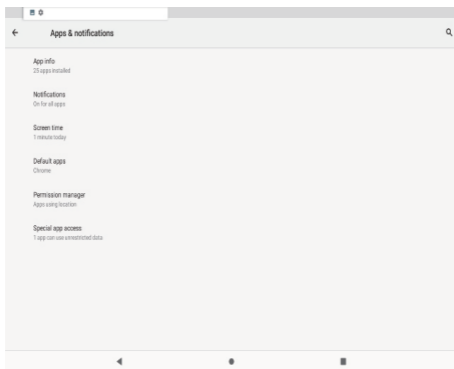 Apps & notifications
App info
25 apps installed
Notifications
On for all apps
Screen time
1 minute today
Default apps
Chrome
Permission manager
Apps using location
Special app access
1 app can use unrestricted data